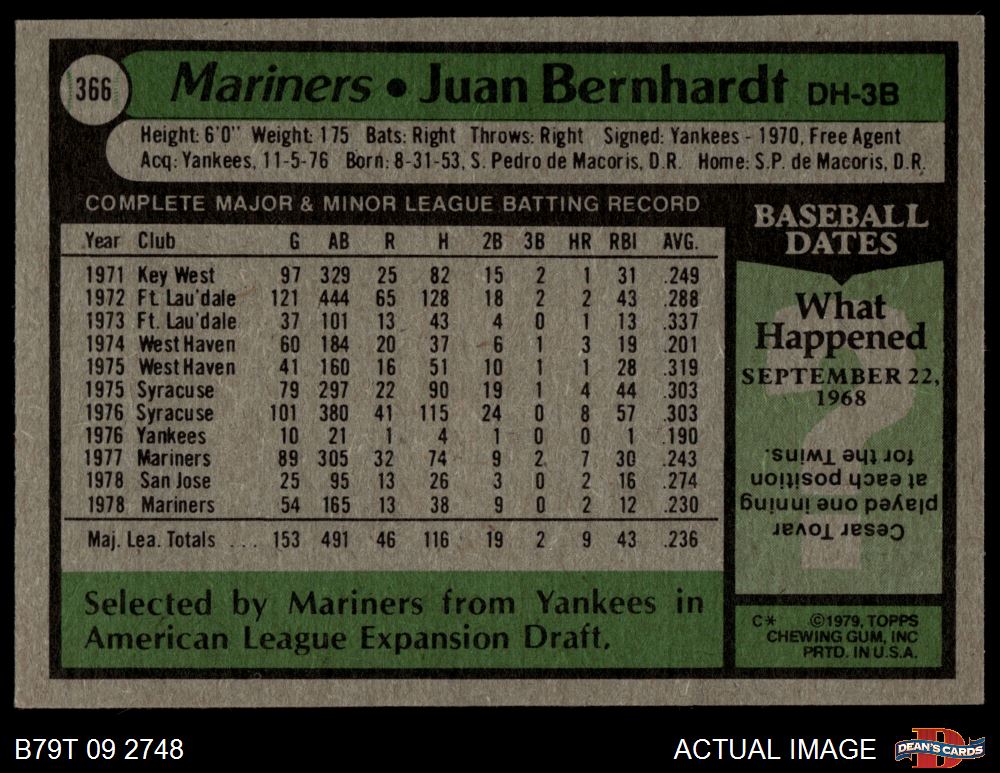 366
Mariners • Juan Bernhardt DH-3B
Height: 6'0" Weight: 175 Bats: Right Throws: Right Signed: Yankees - 1970, Free Agent
Acq: Yankees, 11-5-76 Born: 8-31-53, S. Pedro de Macoris, D.R. Home: S.P. de Macoris, D.R.
COMPLETE MAJOR & MINOR LEAGUE BATTING RECORD
Year Club G AB R H 2B 3B HR RBI AVG.
1971 Key West 97 329 25 82 15 2 1 31 .249
1972 Ft. Lau'dale 121 444 65 128 18 2 2 43 .288
1973 Ft. Lau'dale 37 101 13 43 4 0 1 13 .337
1974 West Haven 60 184 20 37 6 1 3 19 .201
1975 West Haven 41 160 16 51 10 1 1 28 .319
1975 Syracuse 79 297 22 90 19 1 4 44 .303
1976 Syracuse 101 380 41 115 24 0 8 57 .303
1976 Yankees 10 21 1 4 1 0 0 1 .190
1977 Mariners 89 305 32 74 9 2 7 30 .243
1978 San Jose 25 95 13 26 3 0 2 16 .274
1978 Mariners 54 165 13 38 9 0 2 12 .230
Maj. Lea. Totals ... 153 491 46 116 19 2 9 43 .236
Selected by Mariners from Yankees in
American League Expansion Draft.
BASEBALL
DATES
What
Happened
SEPTEMBER 22,
1968
?
Cesar Tovar
played one inning
at each position
for the Twins.
C* ©1979, TOPPS
CHEWING GUM, INC
PRTD. IN U.S.A.
B79T 09 2748
ACTUAL IMAGE
D
DEAN'S CARDS